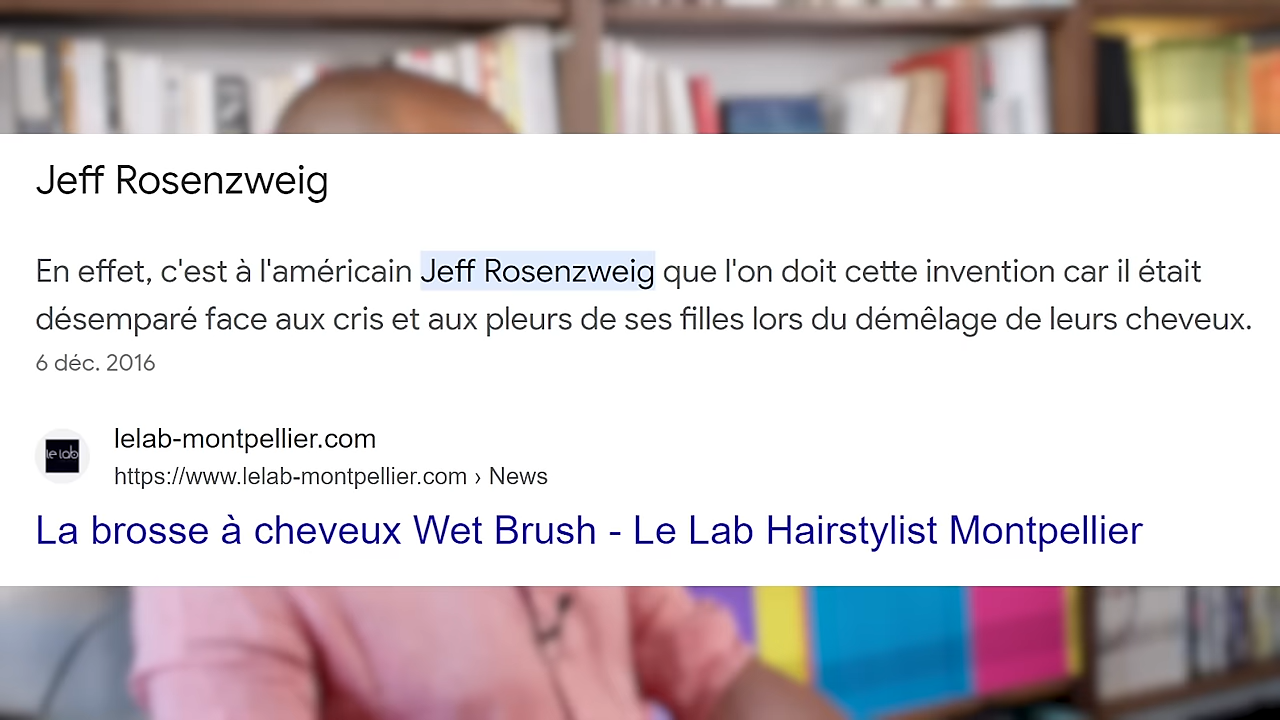 Jeff Rosenzweig
En effet, c'est à l'américain Jeff Rosenzweig que l'on doit cette invention car il était
désemparé face aux cris et aux pleurs de ses filles lors du démêlage de leurs cheveux.
6 déc. 2016
le lab
lelab-montpellier.com
https://www.lelab-montpellier.com › News
La brosse à cheveux Wet Brush - Le Lab Hairstylist Montpellier